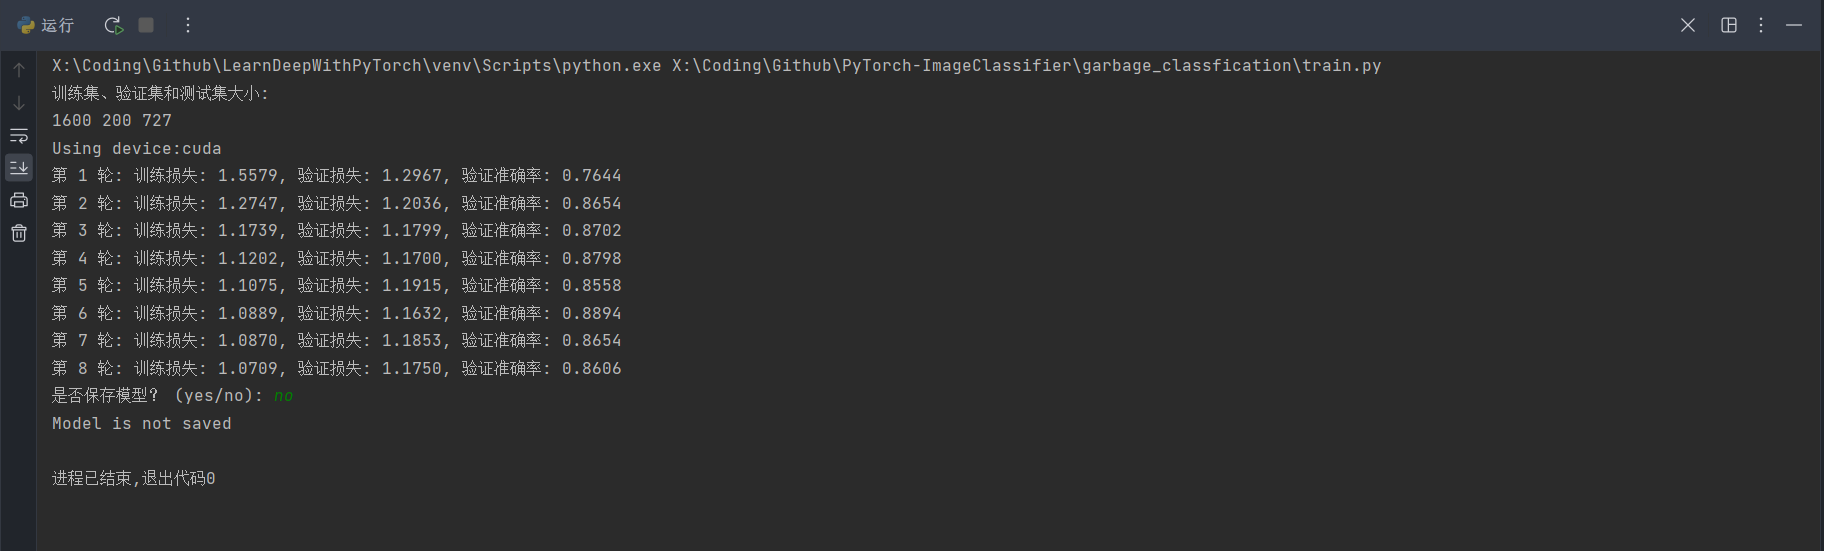 运行
X:\Coding\Github\LearnDeepWithPyTorch\venv\Scripts\python.exe X:\Coding\Github\PyTorch-ImageClassifier\garbage_classfication\train.py
训练集、验证集和测试集大小:
1600 200 727
Using device:cuda
第 1 轮: 训练损失: 1.5579, 验证损失: 1.2967, 验证准确率: 0.7644
第 2 轮: 训练损失: 1.2747, 验证损失: 1.2036, 验证准确率: 0.8654
第 3 轮: 训练损失: 1.1739, 验证损失: 1.1799, 验证准确率: 0.8702
第 4 轮: 训练损失: 1.1202, 验证损失: 1.1700, 验证准确率: 0.8798
第 5 轮: 训练损失: 1.1075, 验证损失: 1.1915, 验证准确率: 0.8558
第 6 轮: 训练损失: 1.0889, 验证损失: 1.1632, 验证准确率: 0.8894
第 7 轮: 训练损失: 1.0870, 验证损失: 1.1853, 验证准确率: 0.8654
第 8 轮: 训练损失: 1.0709, 验证损失: 1.1750, 验证准确率: 0.8606
是否保存模型? (yes/no): no
Model is not saved
进程已结束,退出代码0